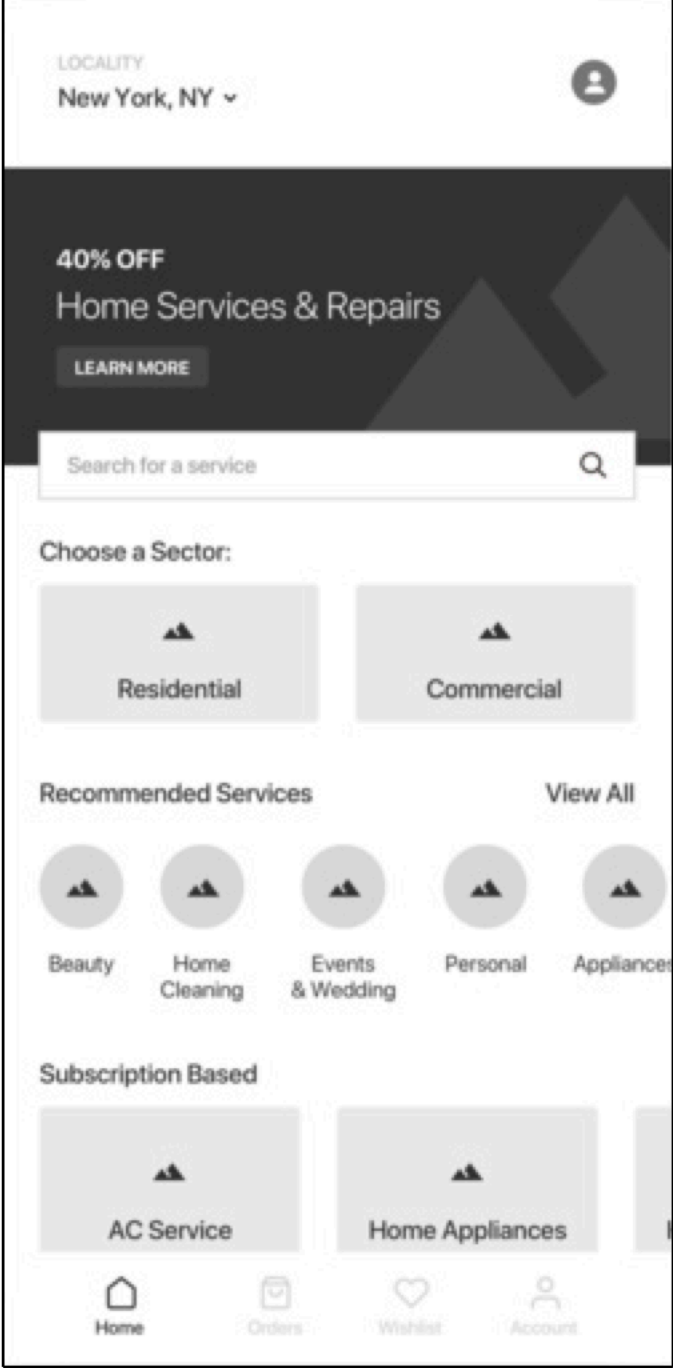 LOCALITY
New York, NY
40% OFF
Home Services & Repairs
LEARN MORE
Search for a service
Choose a Sector:
Residential
Commercial
Recommended Services
View All
Beauty
Home
Cleaning
Events
& Wedding
Personal
Appliances
Subscription Based
AC Service
Home Appliances
Home
Orders
Wishlist
Account